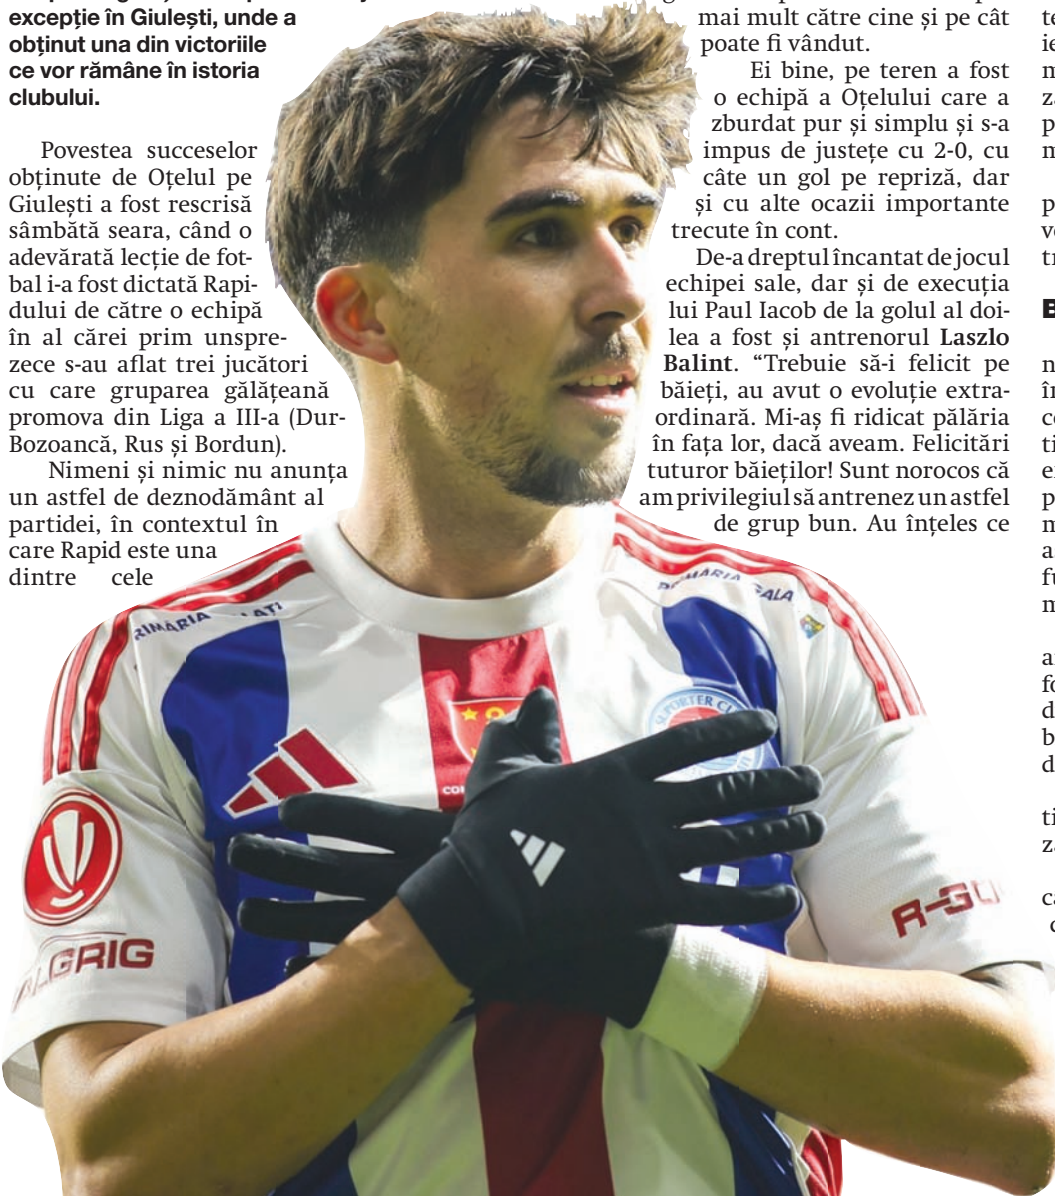 excepție în Giulești, unde a
obținut una din victoriile
ce vor rămâne în istoria
clubului.
Povestea succeselor
obținute de Oțelul pe
Giulești a fost rescrisă
sâmbătă seara, când o
adevărată lecție de fot-
bal i-a fost dictată Rapi-
dului de către o echipă
în al cărei prim unspre-
zece s-au aflat trei jucători
cu care gruparea gălățeană
promova din Liga a III-a (Dur-
Bozoancă, Rus și Bordun).
Nimeni și nimic nu anunța
un astfel de deznodământ al
partidei, în contextul în
care Rapid este una
dintre cele
mai mult către cine și pe cât
poate fi vândut.
Ei bine, pe teren a fost
o echipă a Oțelului care a
zburdat pur și simplu și s-a
impus de justețe cu 2-0, cu
câte un gol pe repriză, dar
și cu alte ocazii importante
trecute în cont.
De-a dreptul încantat de jocul
echipei sale, dar și de execuția
lui Paul Iacob de la golul al doi-
lea a fost și antrenorul Laszlo
Balint. “Trebuie să-i felicit pe
băieți, au avut o evoluție extra-
ordinară. Mi-aș fi ridicat pălăria
în fața lor, dacă aveam. Felicitări
tuturor băieților! Sunt norocos că
am privilegiul să antrenez un astfel
de grup bun. Au înțeles ce